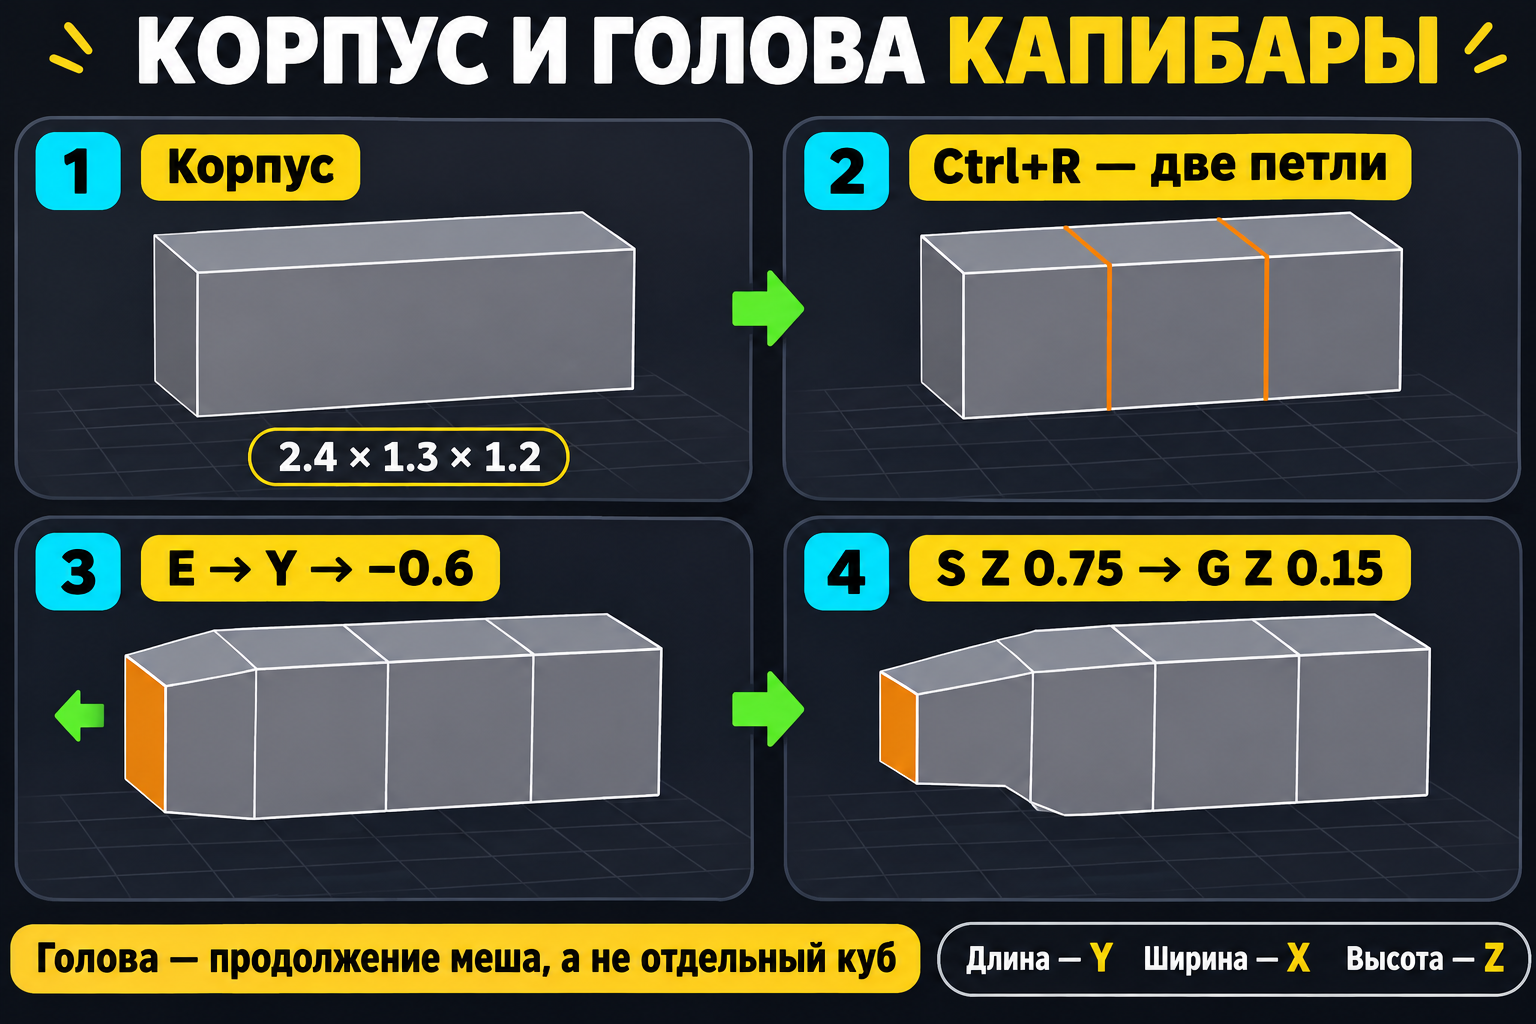 КОРПУС И ГОЛОВА КАПИБАРЫ
1 Корпус
2.4 × 1.3 × 1.2
2 Ctrl+R — две петли
3 E → Y → −0.6
4 S Z 0.75 → G Z 0.15
Голова — продолжение меша, а не отдельный куб
Длина — Y Ширина — X Высота — Z